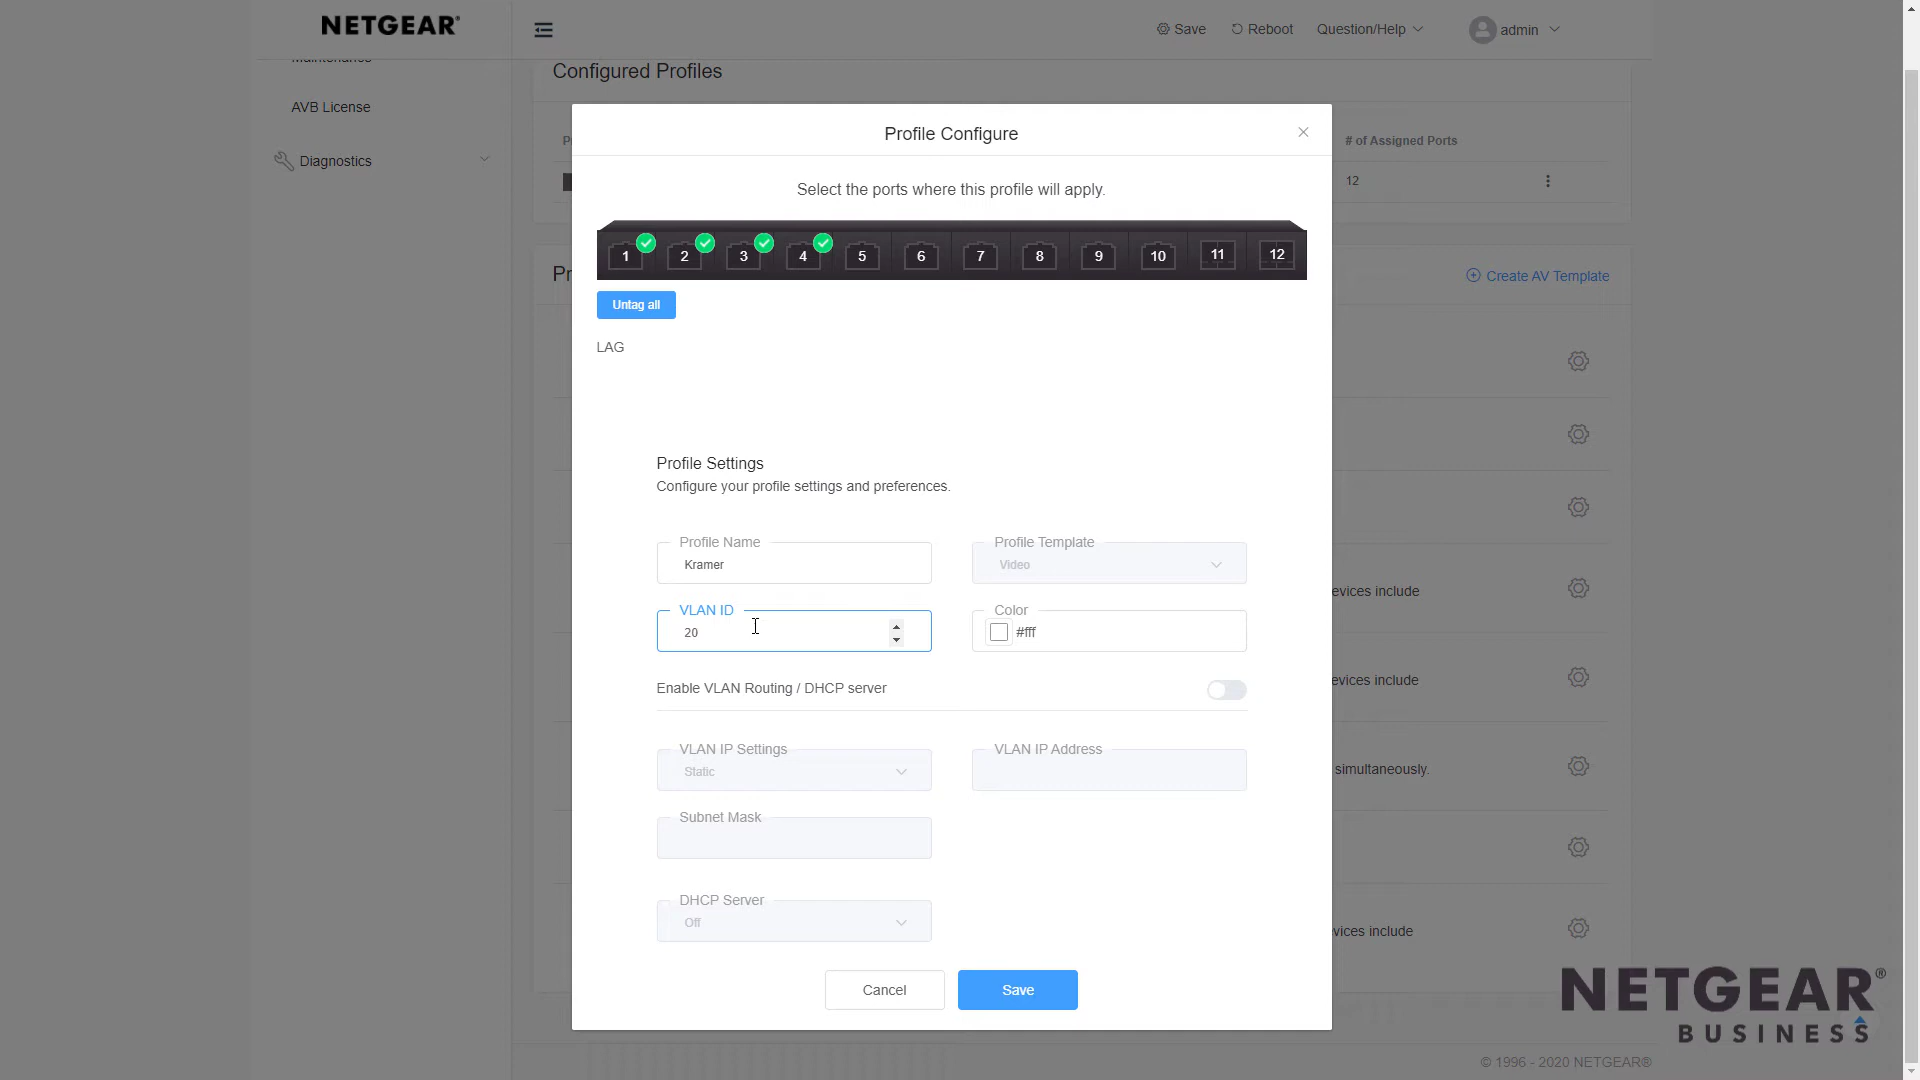 NETGEAR®
Save
Reboot
Question/Help
admin
Maintenance
Configured Profiles
AVB License
Profile Configure
# of Assigned Ports
Diagnostics
12
Select the ports where this profile will apply.
1 2 3 4 5 6 7 8 9 10 11 12
Pr
Create AV Template
Untag all
LAG
Profile Settings
Configure your profile settings and preferences.
Profile Name
Kramer
Profile Template
Video
evices include
VLAN ID
20
Color
#fff
Enable VLAN Routing / DHCP server
evices include
VLAN IP Settings
Static
VLAN IP Address
simultaneously.
Subnet Mask
DHCP Server
Off
vices include
Cancel
Save
NETGEAR®
BUSINESS
© 1996 - 2020 NETGEAR®